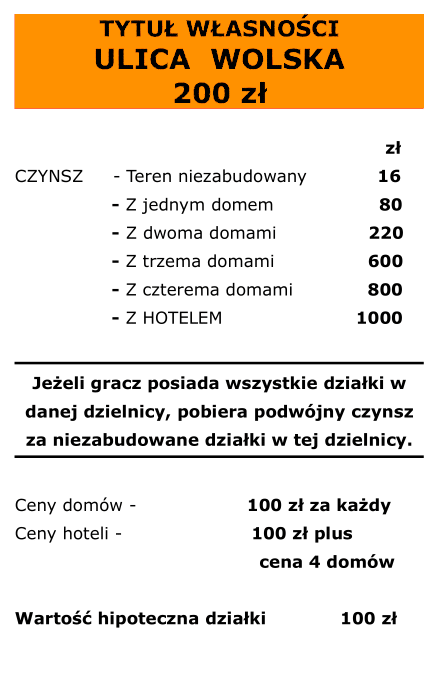 TYTUŁ WŁASNOŚCI
ULICA WOLSKA
200 zł
zł
CZYNSZ - Teren niezabudowany 16
- Z jednym domem 80
- Z dwoma domami 220
- Z trzema domami 600
- Z czterema domami 800
- Z HOTELEM 1000
Jeżeli gracz posiada wszystkie działki w
danej dzielnicy, pobiera podwójny czynsz
za niezabudowane działki w tej dzielnicy.
Ceny domów - 100 zł za każdy
Ceny hoteli - 100 zł plus
cena 4 domów
Wartość hipoteczna działki 100 zł